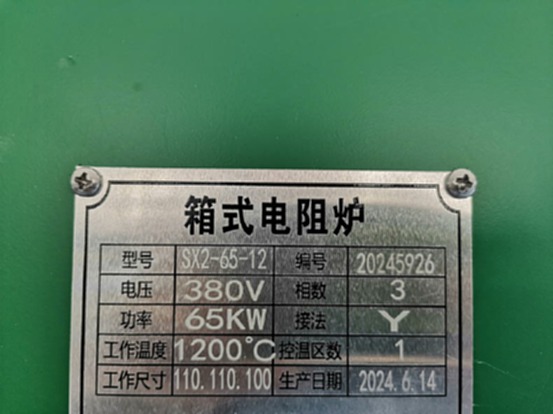 箱式电阻炉
型号 SX2-65-12 编号 20245926
电压 380V 相数 3
功率 65KW 接法 Y
工作温度 1200℃ 控温区数 1
工作尺寸 110.110.100 生产日期 2024.6.14